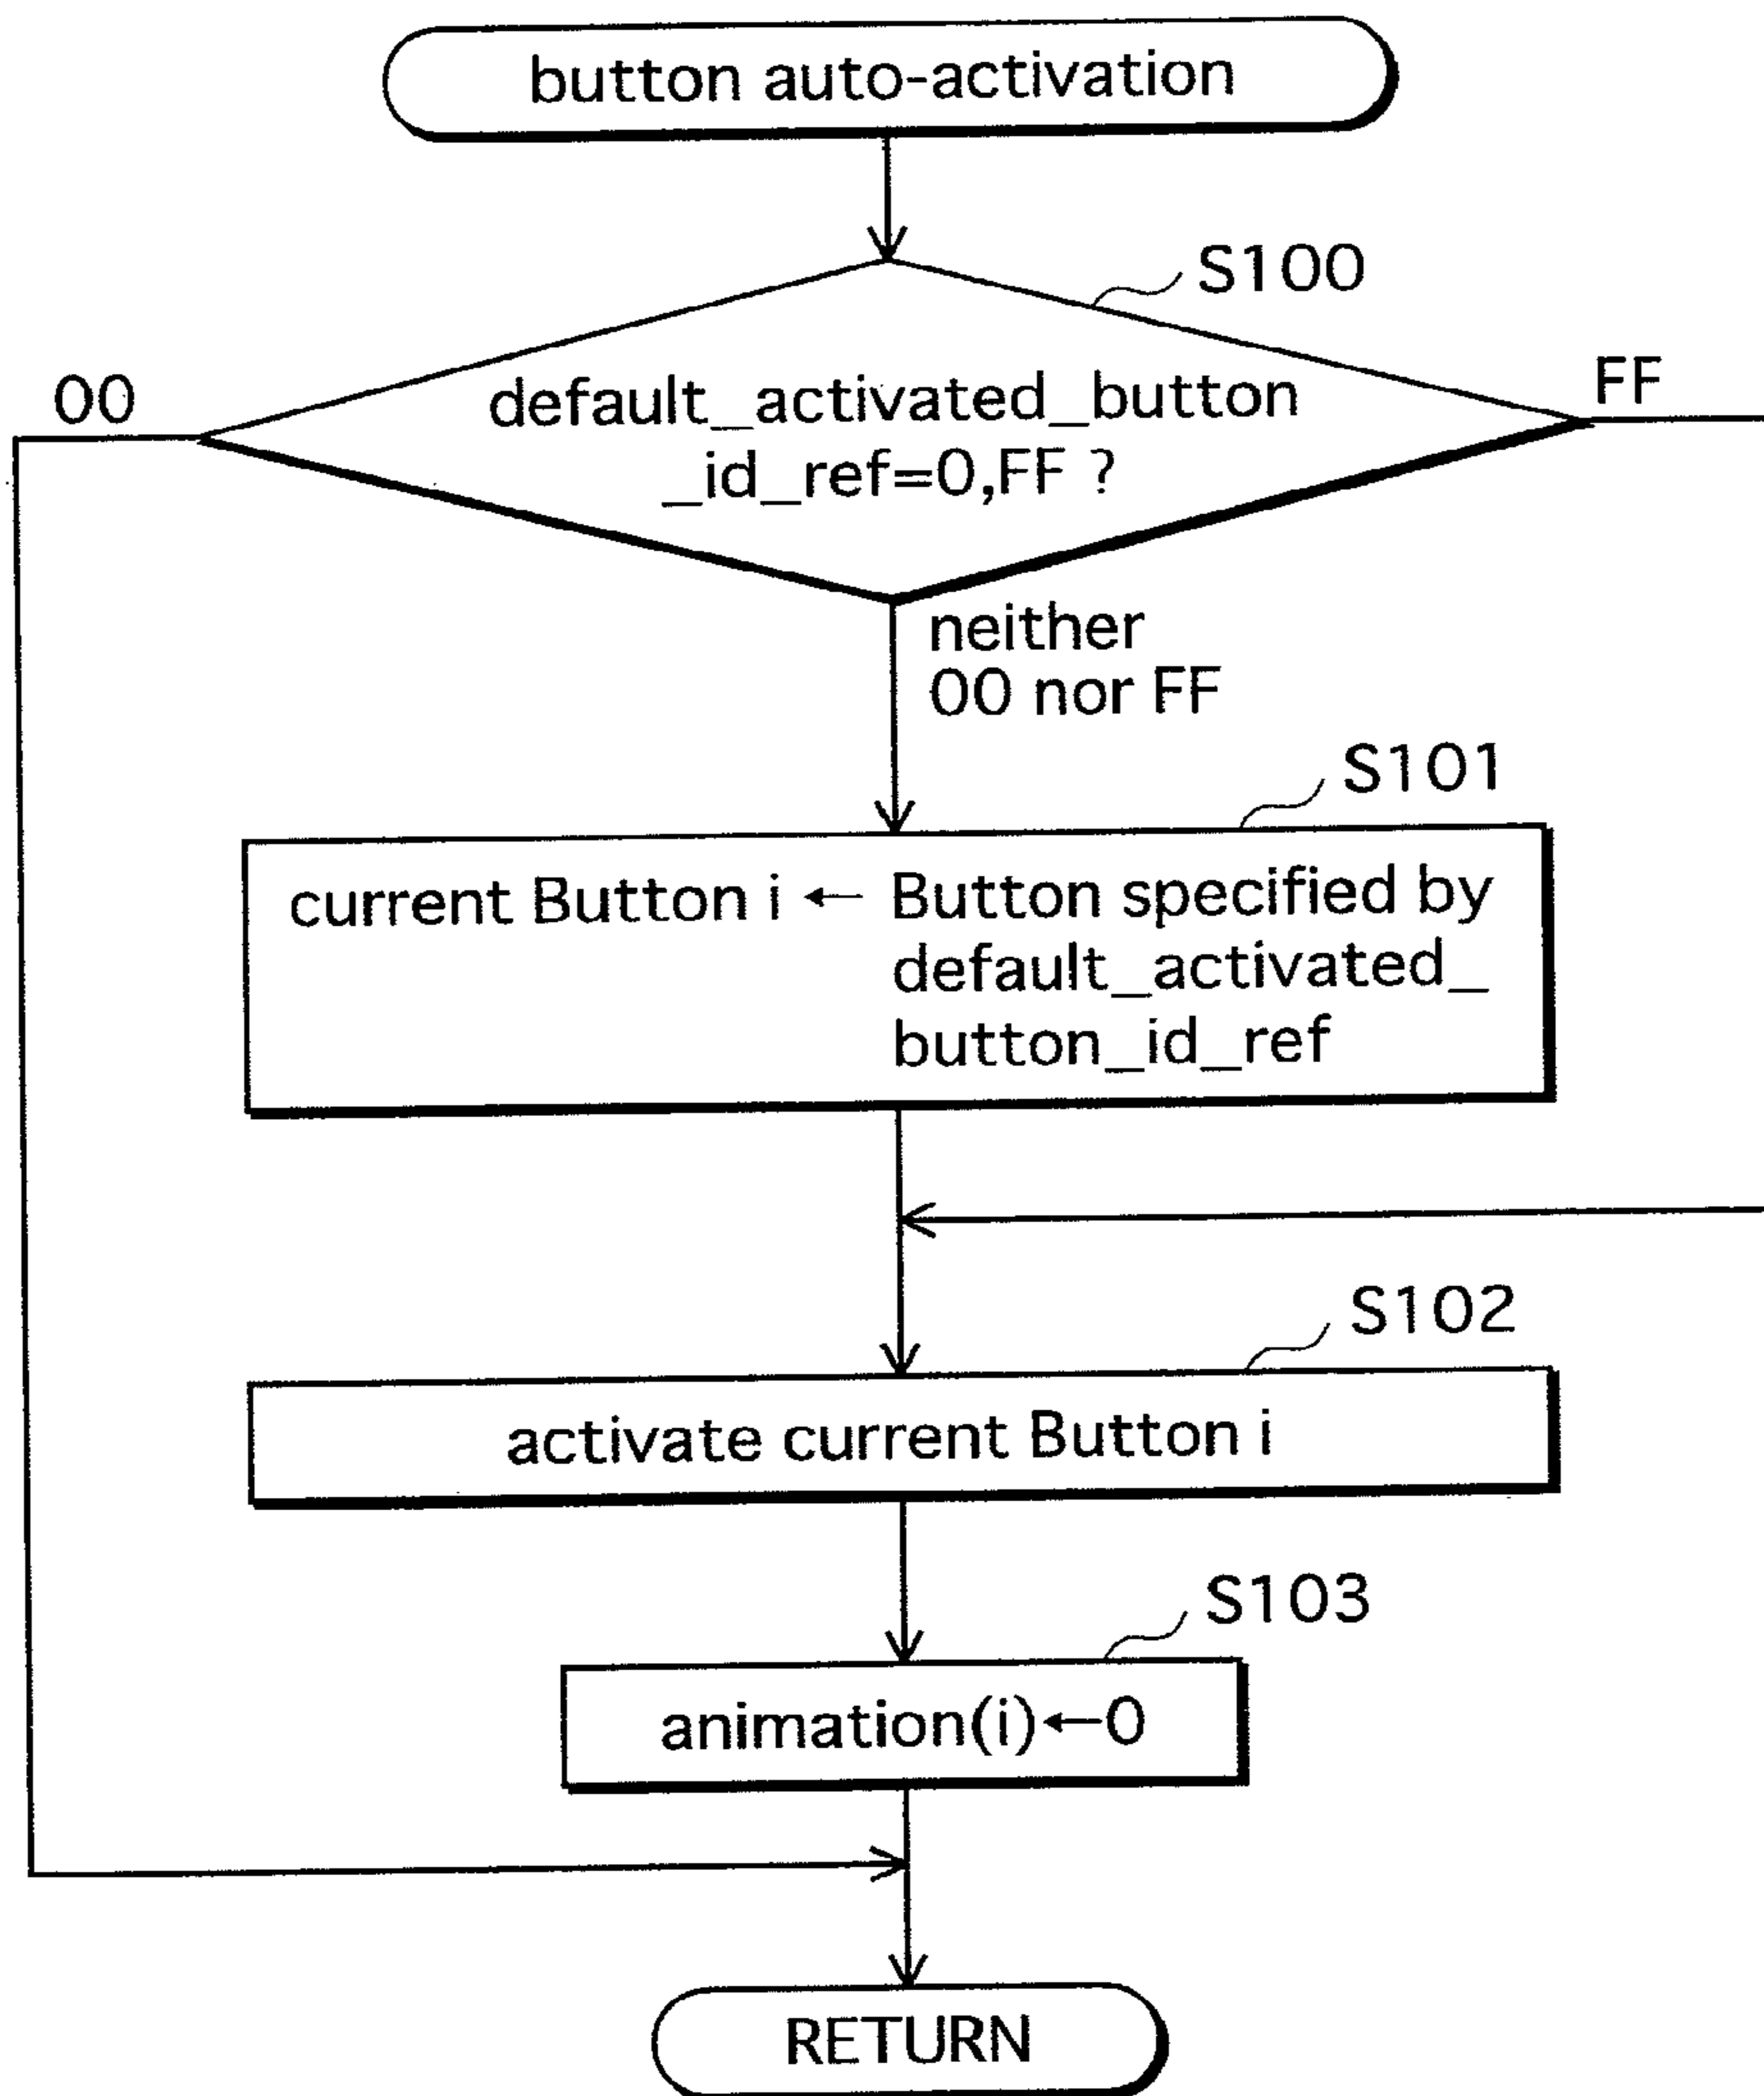 button auto-activation
S100
00
FF
default_activated_button
_id_ref=0,FF ?
neither
00 nor FF
S101
current Button i ← Button specified by
default_activated_
button_id_ref
S102
activate current Button i
S103
animation(i)←0
RETURN